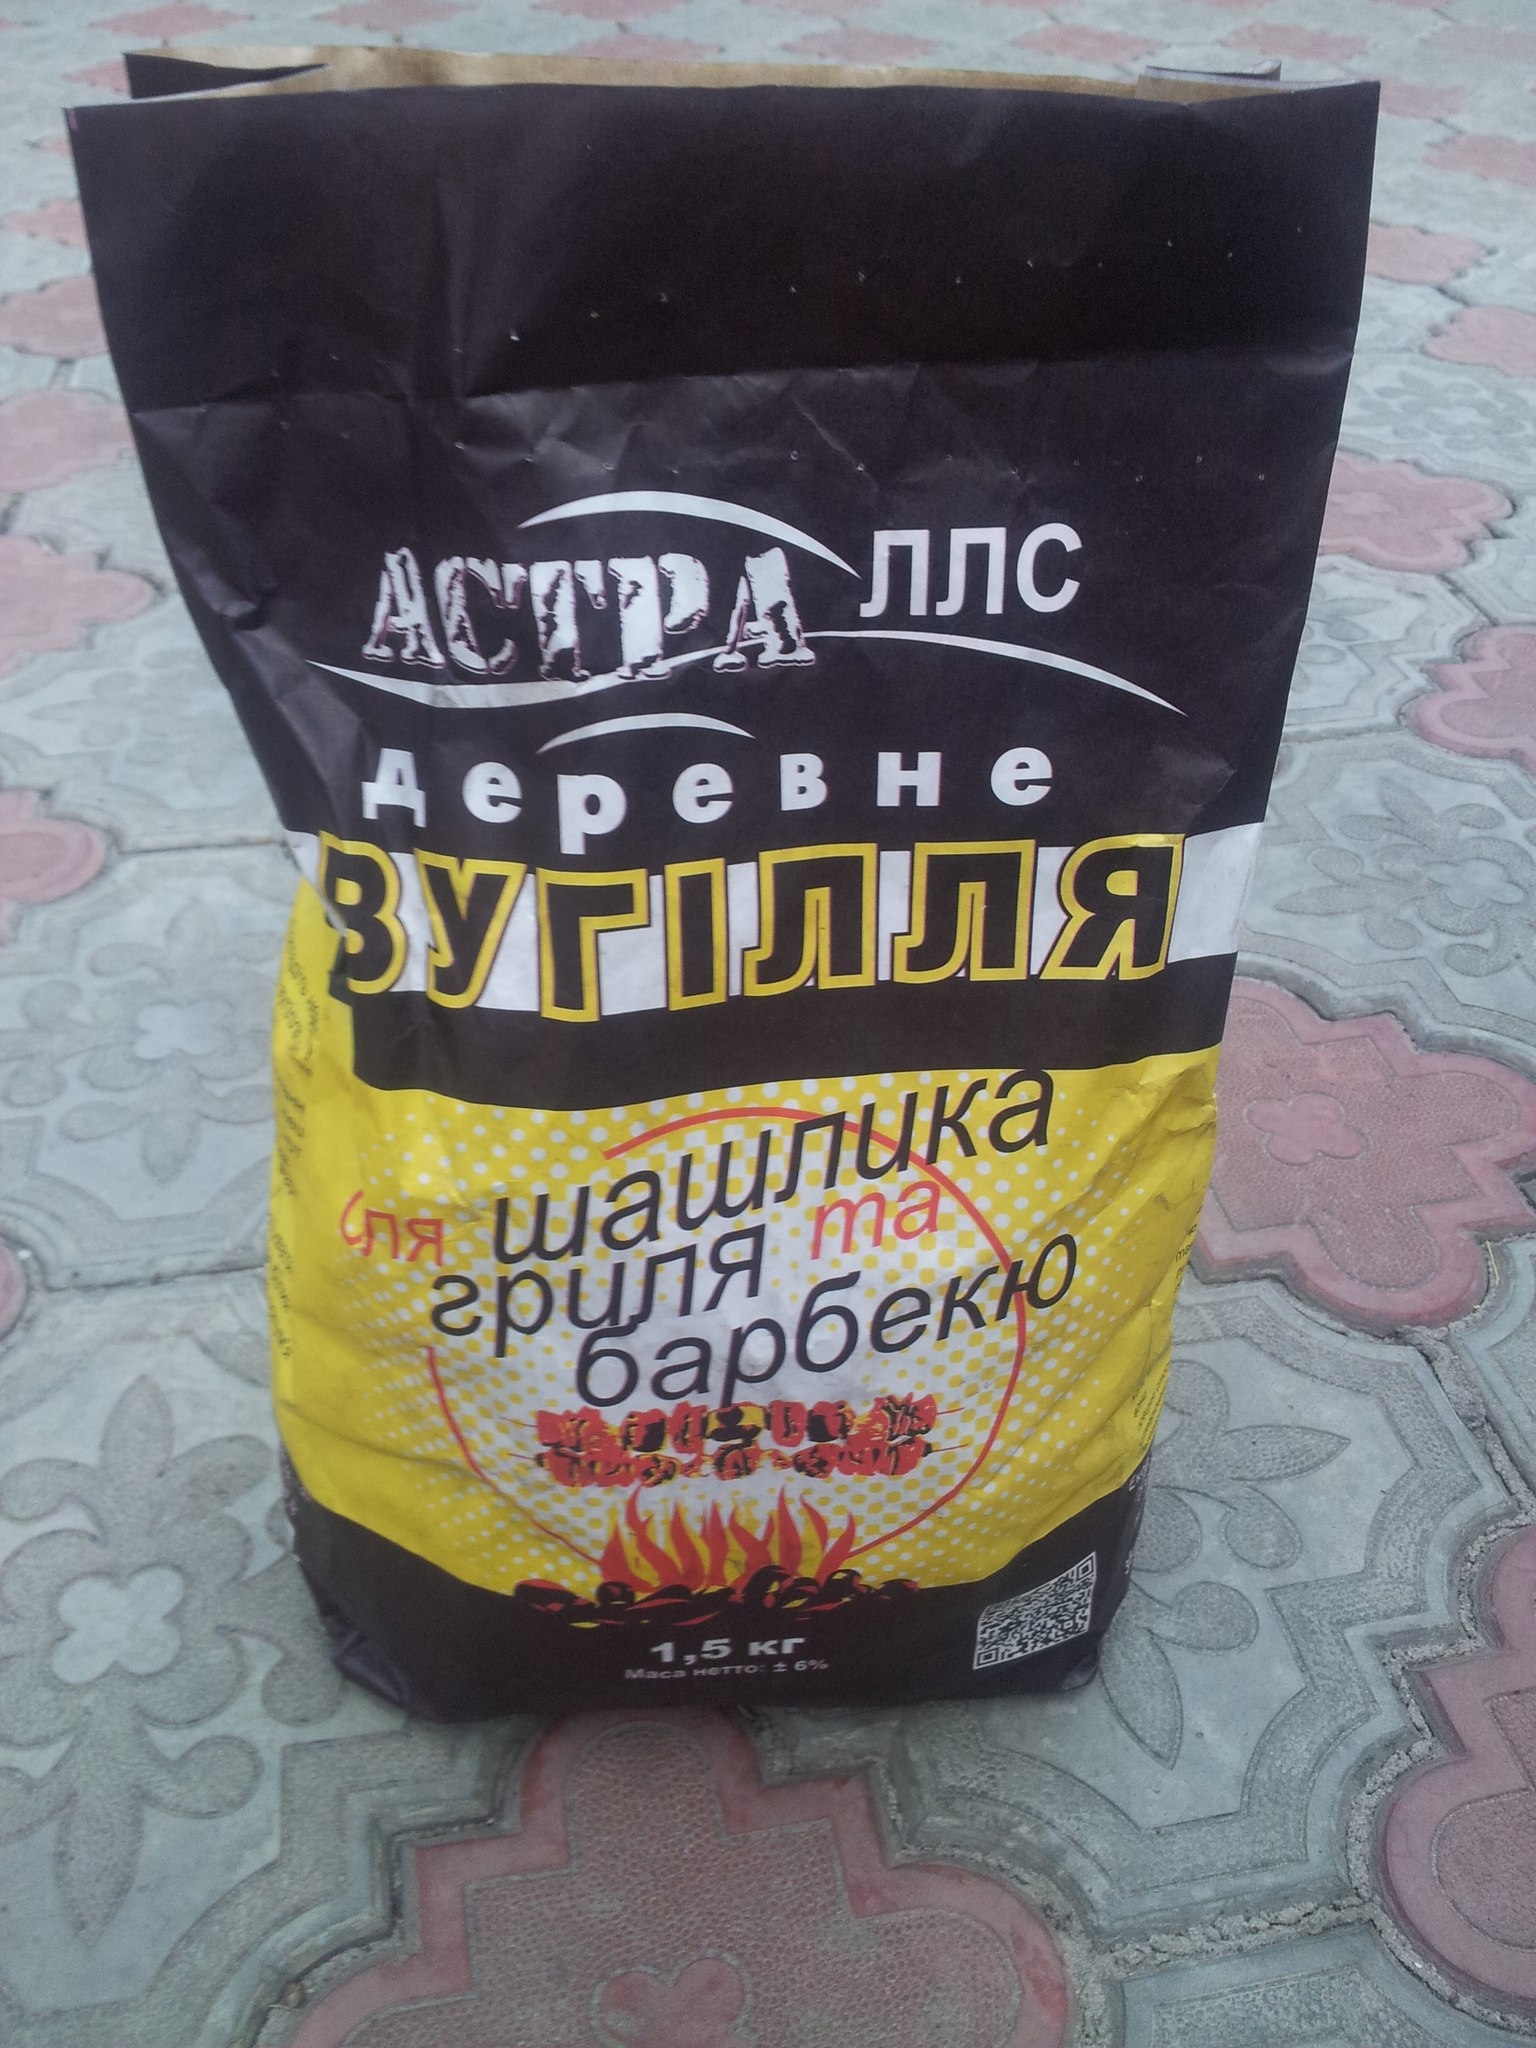 АСТРА ЛЛС
деревне
ВУГІЛЛЯ
для шашлика
гриля та
барбекю
1,5 кг
Маса нетто: ± 6%